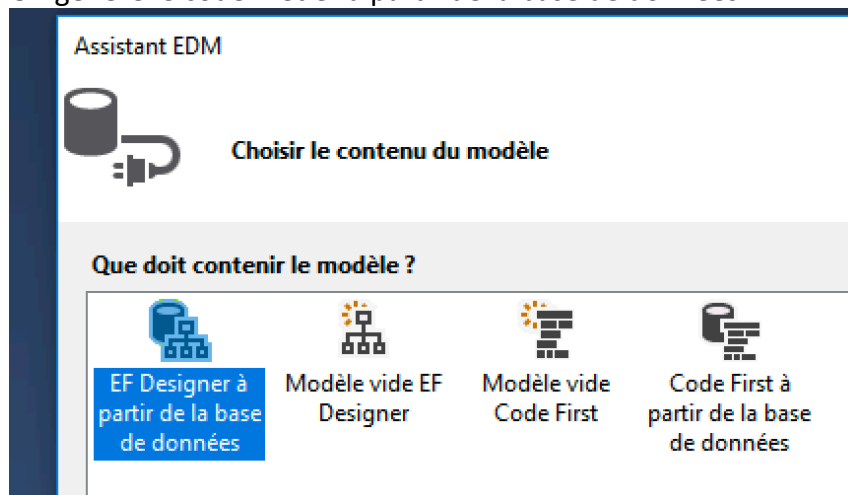 Assistant EDM
Choisir le contenu du modèle
Que doit contenir le modèle ?
EF Designer à
partir de la base
de données
Modèle vide EF
Designer
Modèle vide
Code First
Code First à
partir de la base
de données